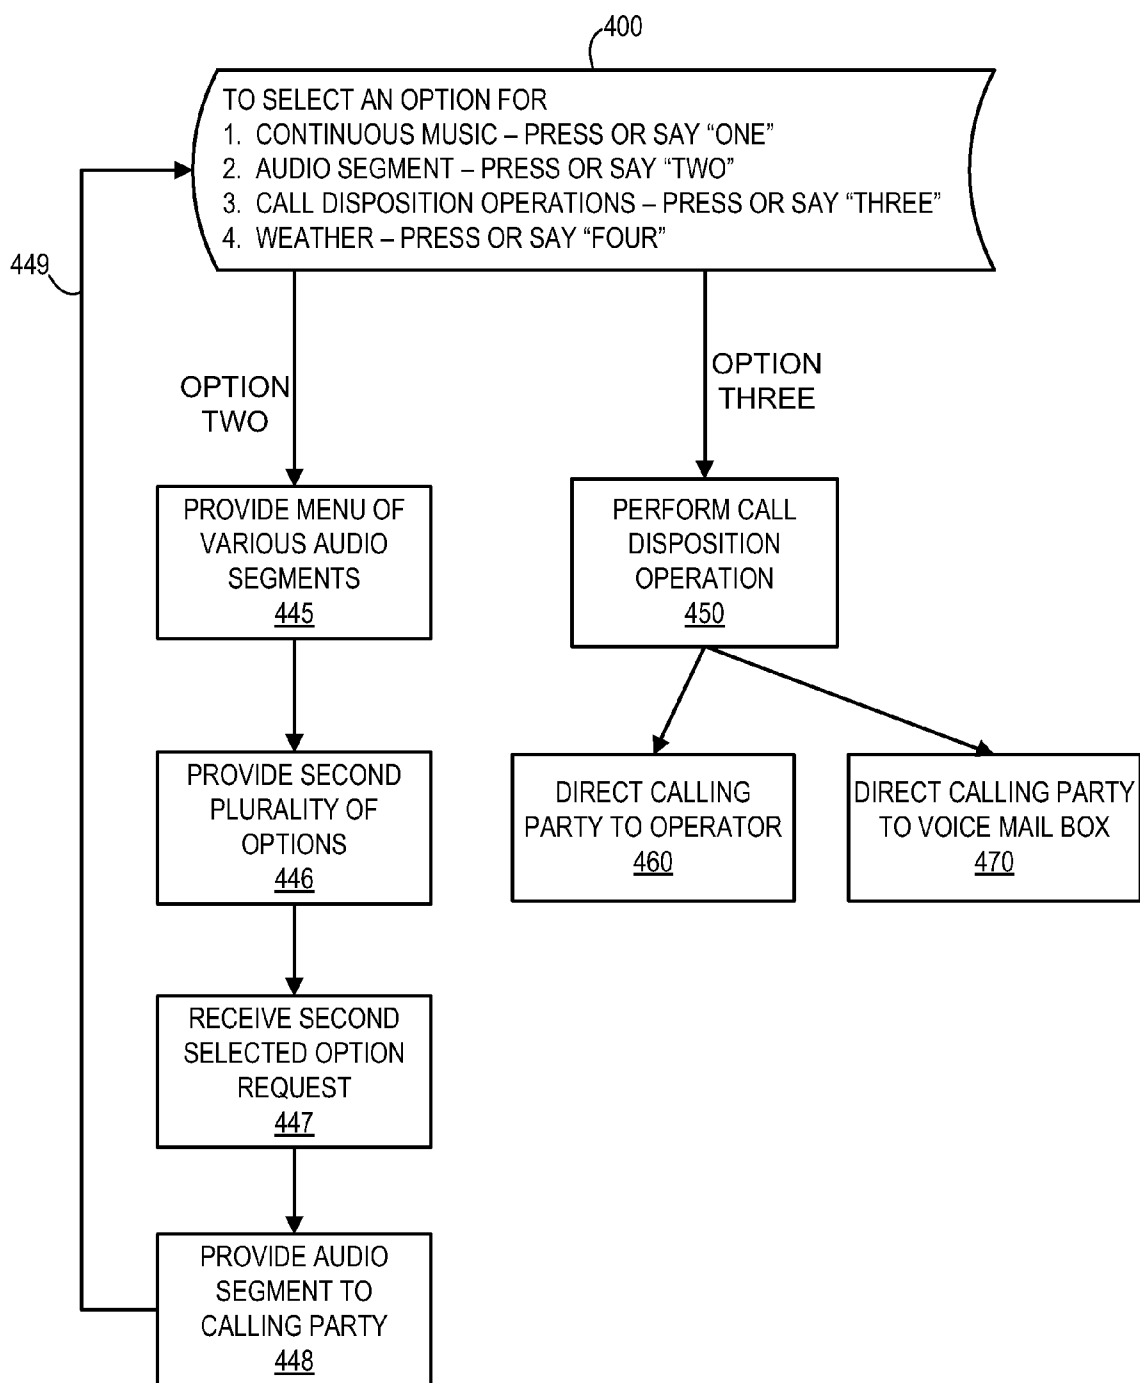 400
TO SELECT AN OPTION FOR
1. CONTINUOUS MUSIC – PRESS OR SAY “ONE”
2. AUDIO SEGMENT – PRESS OR SAY “TWO”
3. CALL DISPOSITION OPERATIONS – PRESS OR SAY “THREE”
4. WEATHER – PRESS OR SAY “FOUR”
449
OPTION
TWO
OPTION
THREE
PROVIDE MENU OF
VARIOUS AUDIO
SEGMENTS
445
PERFORM CALL
DISPOSITION
OPERATION
450
PROVIDE SECOND
PLURALITY OF
OPTIONS
446
DIRECT CALLING
PARTY TO OPERATOR
460
DIRECT CALLING PARTY
TO VOICE MAIL BOX
470
RECEIVE SECOND
SELECTED OPTION
REQUEST
447
PROVIDE AUDIO
SEGMENT TO
CALLING PARTY
448